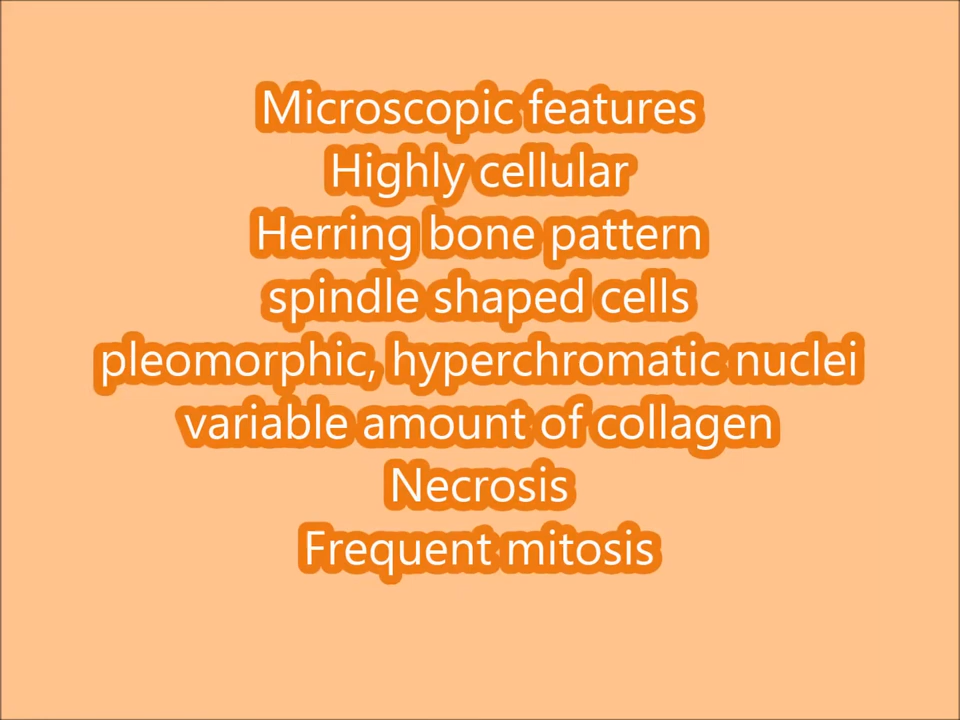 Microscopic features
Highly cellular
Herring bone pattern
spindle shaped cells
pleomorphic, hyperchromatic nuclei
variable amount of collagen
Necrosis
Frequent mitosis